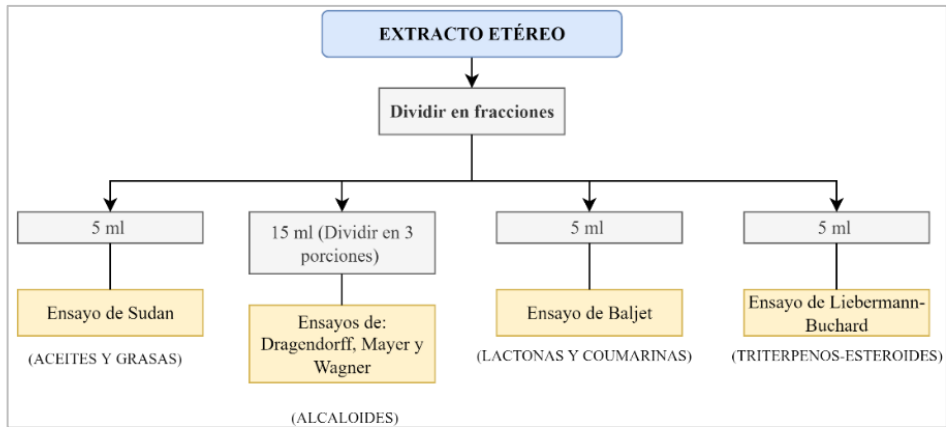 EXTRACTO ETÉREO
Dividir en fracciones
5 ml
15 ml (Dividir en 3
porciones)
5 ml
5 ml
Ensayo de Sudan
(ACEITES Y GRASAS)
Ensayos de:
Dragendorff, Mayer y
Wagner
(ALCALOIDES)
Ensayo de Baljet
(LACTONAS Y COUMARINAS)
Ensayo de Liebermann-
Buchard
(TRITERPENOS-ESTEROIDES)